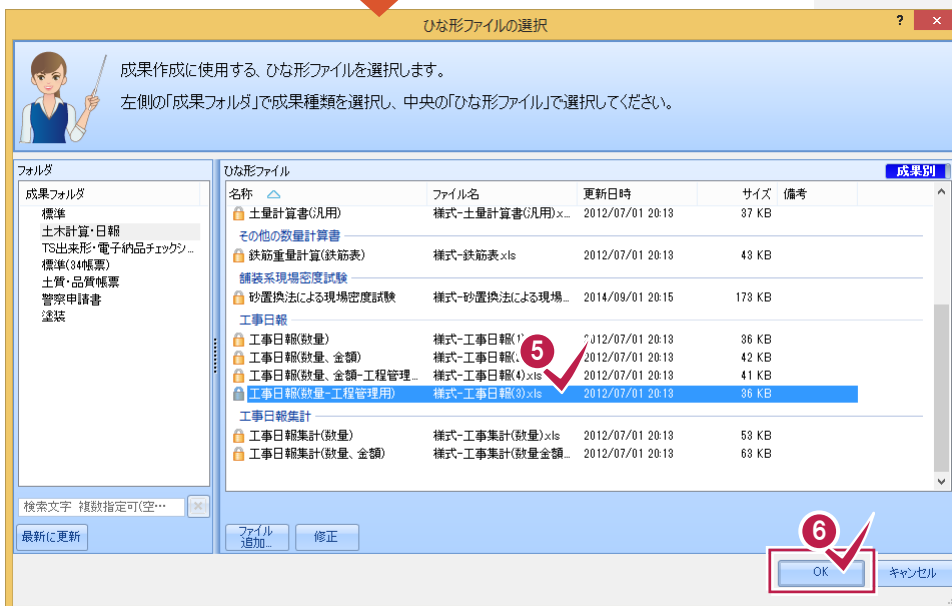 ひな形ファイルの選択
? ×
成果作成に使用する、ひな形ファイルを選択します。
左側の「成果フォルダ」で成果種類を選択し、中央の「ひな形ファイル」で選択してください。
フォルダ
成果フォルダ
標準
土木計算・日報
TS出来形・電子納品チェックシ...
標準(34帳票)
土質・品質帳票
警察申請書
塗装
検索文字 複数指定可(空…
最新に更新
ひな形ファイル 成果別
名称 ファイル名 更新日時 サイズ 備考
土量計算書(汎用) 様式-土量計算書(汎用).x... 2012/07/01 20:13 37 KB
その他の数量計算書
鉄筋重量計算(鉄筋表) 様式-鉄筋表.xls 2012/07/01 20:13 43 KB
舗装系現場密度試験
砂置換法による現場密度試験 様式-砂置換法による現場... 2014/09/01 20:15 173 KB
工事日報
工事日報(数量) 様式-工事日報(1) 2012/07/01 20:13 36 KB
工事日報(数量、金額) 様式-工事日報( 2012/07/01 20:13 42 KB
工事日報(数量、金額-工程管理... 様式-工事日報(4).xls 2012/07/01 20:13 41 KB
工事日報(数量-工程管理用) 様式-工事日報(3).xls 2012/07/01 20:13 36 KB
工事日報集計
工事日報集計(数量) 様式-工事集計(数量).xls 2012/07/01 20:13 53 KB
工事日報集計(数量、金額) 様式-工事集計(数量金額... 2012/07/01 20:13 63 KB
5
ファイル
追加...
修正
6
OK
キャンセル